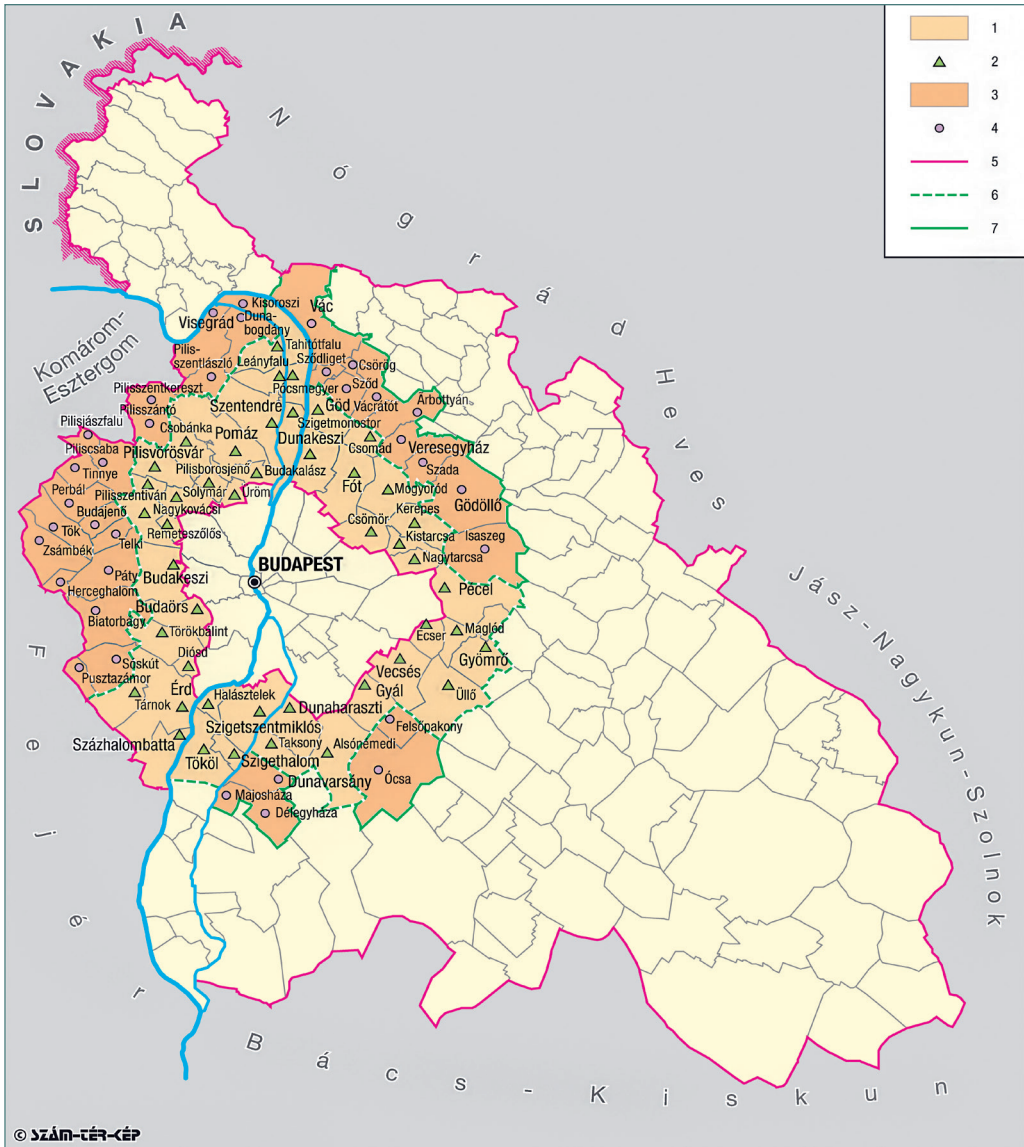 SLOVAKIA
Nógrád
Heves
Jász-Nagykun-Szolnok
Bács-Kiskun
Fejér
Komárom-
Esztergom
1
2
3
4
5
6
7
Kisoroszi
Duna-
bogdány
Visegrád
Vác
Tahitótfalu
Pilis-
szentlászló
Leányfalu
Sződliget
Csörög
Pócsmegyer
Sződ
Pilisszentkereszt
Pilisszántó
Szentendre
Göd
Vácrátót
Árbottyán
Pilisjászfalu
Csobánka
Pomáz
Szigetmonostor
Dunakeszi
Csomád
Veresegyház
Piliscsaba
Pilisvörösvár
Tinnye
Pilisborosjenő
Budakalász
Szada
Perbál
Pilisszentiván
Solymár
Üröm
Fót
Mogyoród
Gödöllő
Budajenő
Nagykovácsi
Kerepes
Tök
Telki
Remeteszőlős
Csömör
Kistarcsa
Isaszeg
Zsámbék
Nagytarcsa
BUDAPEST
Páty
Budakeszi
Herceghalom
Pécel
Biatorbágy
Budaörs
Törökbálint
Ecser
Maglód
Gyömrő
Sóskút
Diósd
Pusztazámor
Vecsés
Érd
Gyál
Üllő
Tárnok
Halásztelek
Dunaharaszti
Szigetszentmiklós
Felsőpakony
Százhalombatta
Taksony
Alsónémedi
Tököl
Szigethalom
Ócsa
Dunavarsány
Majosháza
Délegyháza
© SZÁM-TÉR-KÉP